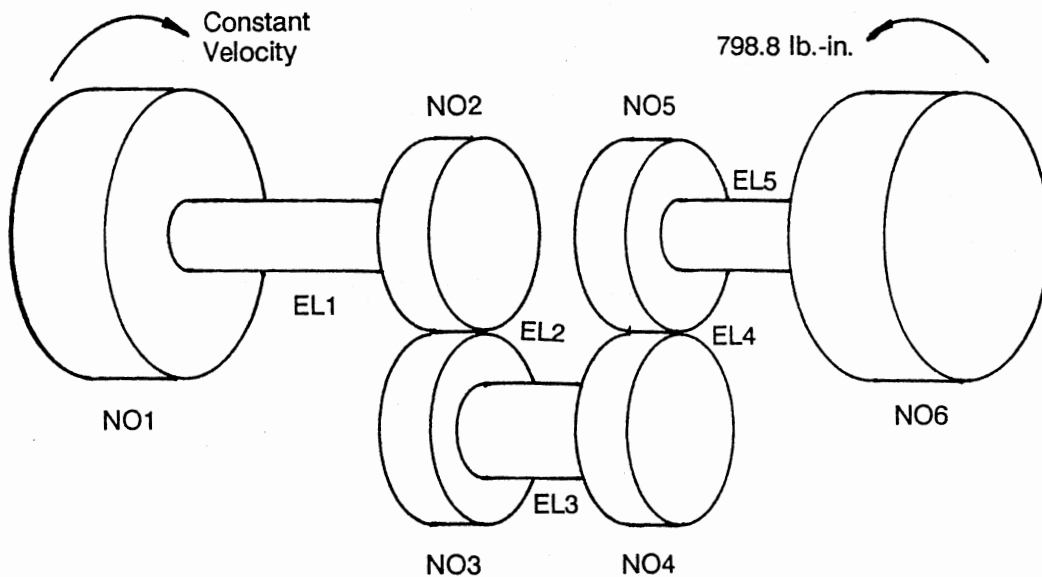 Constant
Velocity
798.8 lb.-in.
NO2
NO5
EL5
EL1
EL2
EL4
NO1
NO6
EL3
NO3
NO4